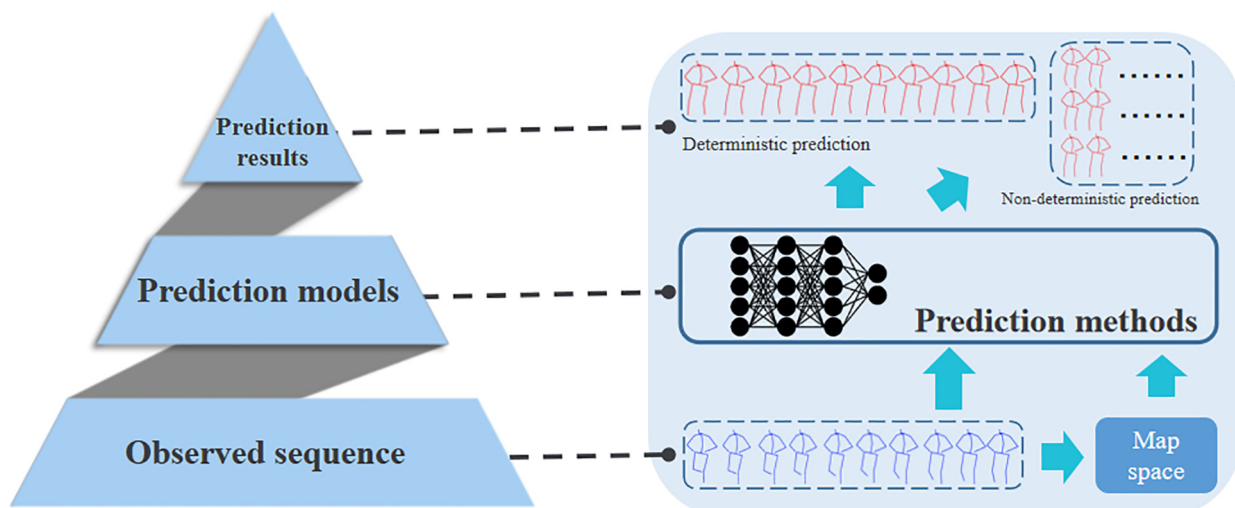 Prediction
results
Deterministic prediction
Non-deterministic prediction
Prediction models
Prediction methods
Observed sequence
Map
space